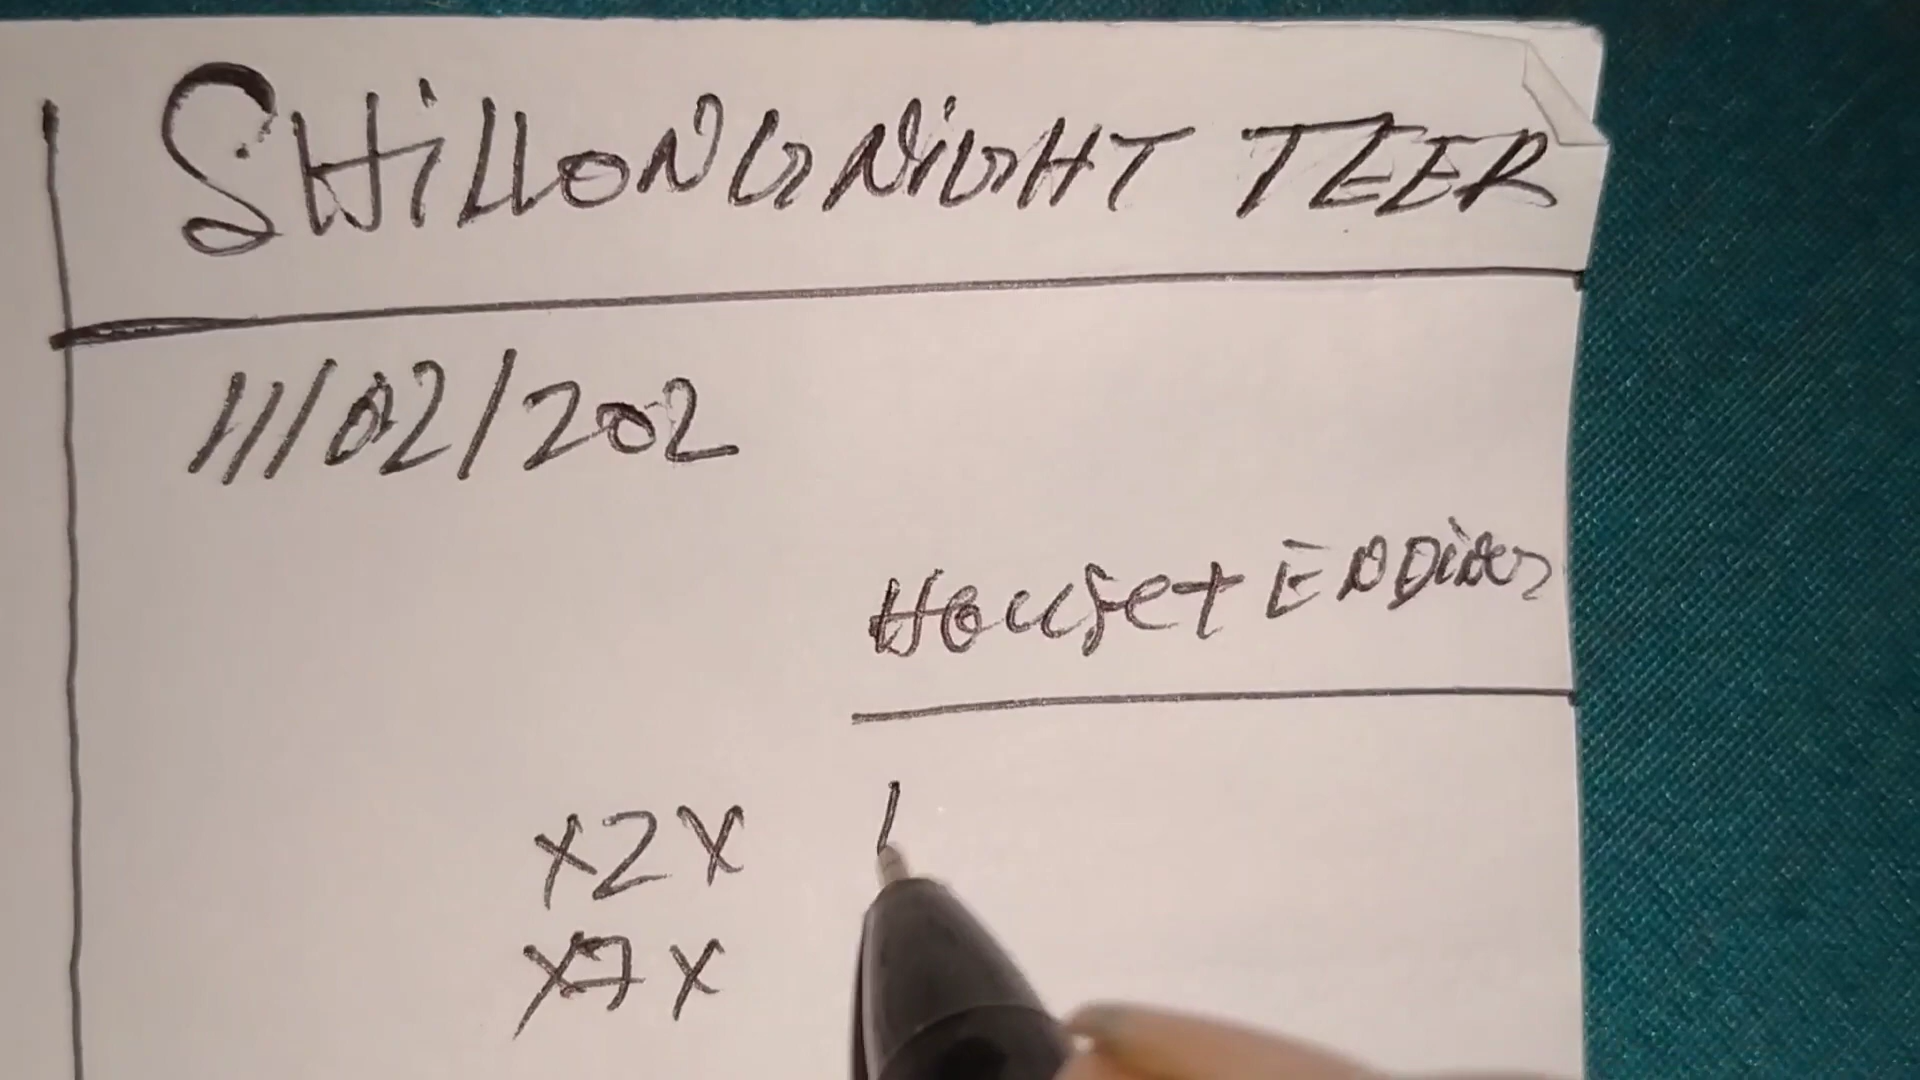 SHiLLONG NiGHT TEER
11/02/202
House + ENDiNG
X2X
X7X